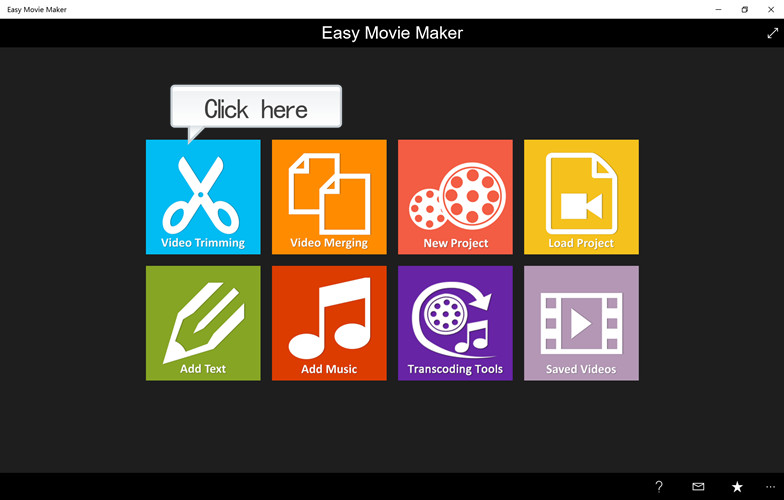 Easy Movie Maker
Easy Movie Maker
Click here
Video Trimming
Video Merging
New Project
Load Project
Add Text
Add Music
Transcoding Tools
Saved Videos